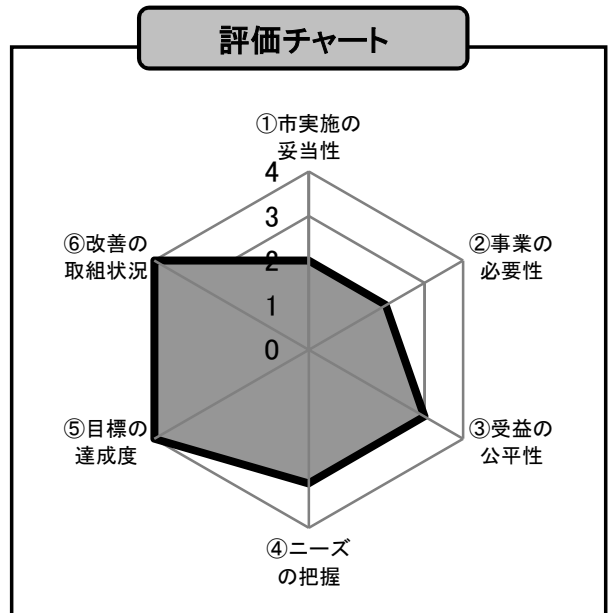 評価チャート
①市実施の
妥当性
4
3
2
1
0
②事業の
必要性
③受益の
公平性
④ニーズ
の把握
⑤目標の
達成度
⑥改善の
取組状況